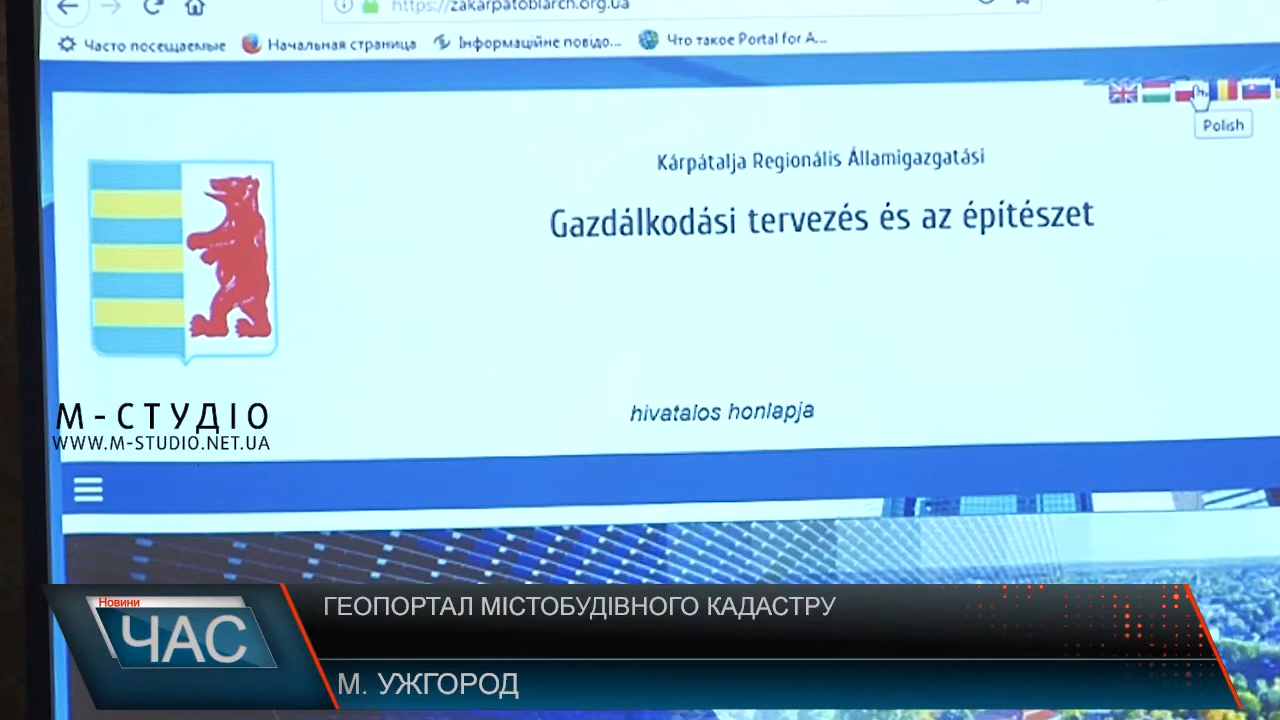 https://zakarpatoblarch.org.ua
Часто посещаемые
Начальная страница
Інформаційне повідо...
Что такое Portal for A...
Polish
Kárpátalja Regionális Államigazgatási
Gazdálkodási tervezés és az építészet
hivatalos honlapja
М-СТУДІО
WWW.M-STUDIO.NET.UA
Новини
ЧАС
ГЕОПОРТАЛ МІСТОБУДІВНОГО КАДАСТРУ
М. УЖГОРОД